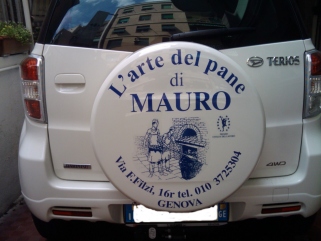 L'arte del pane
di
MAURO
Via F.Filzi, 16r tel. 010 3725304
GENOVA
TERIOS
4WD